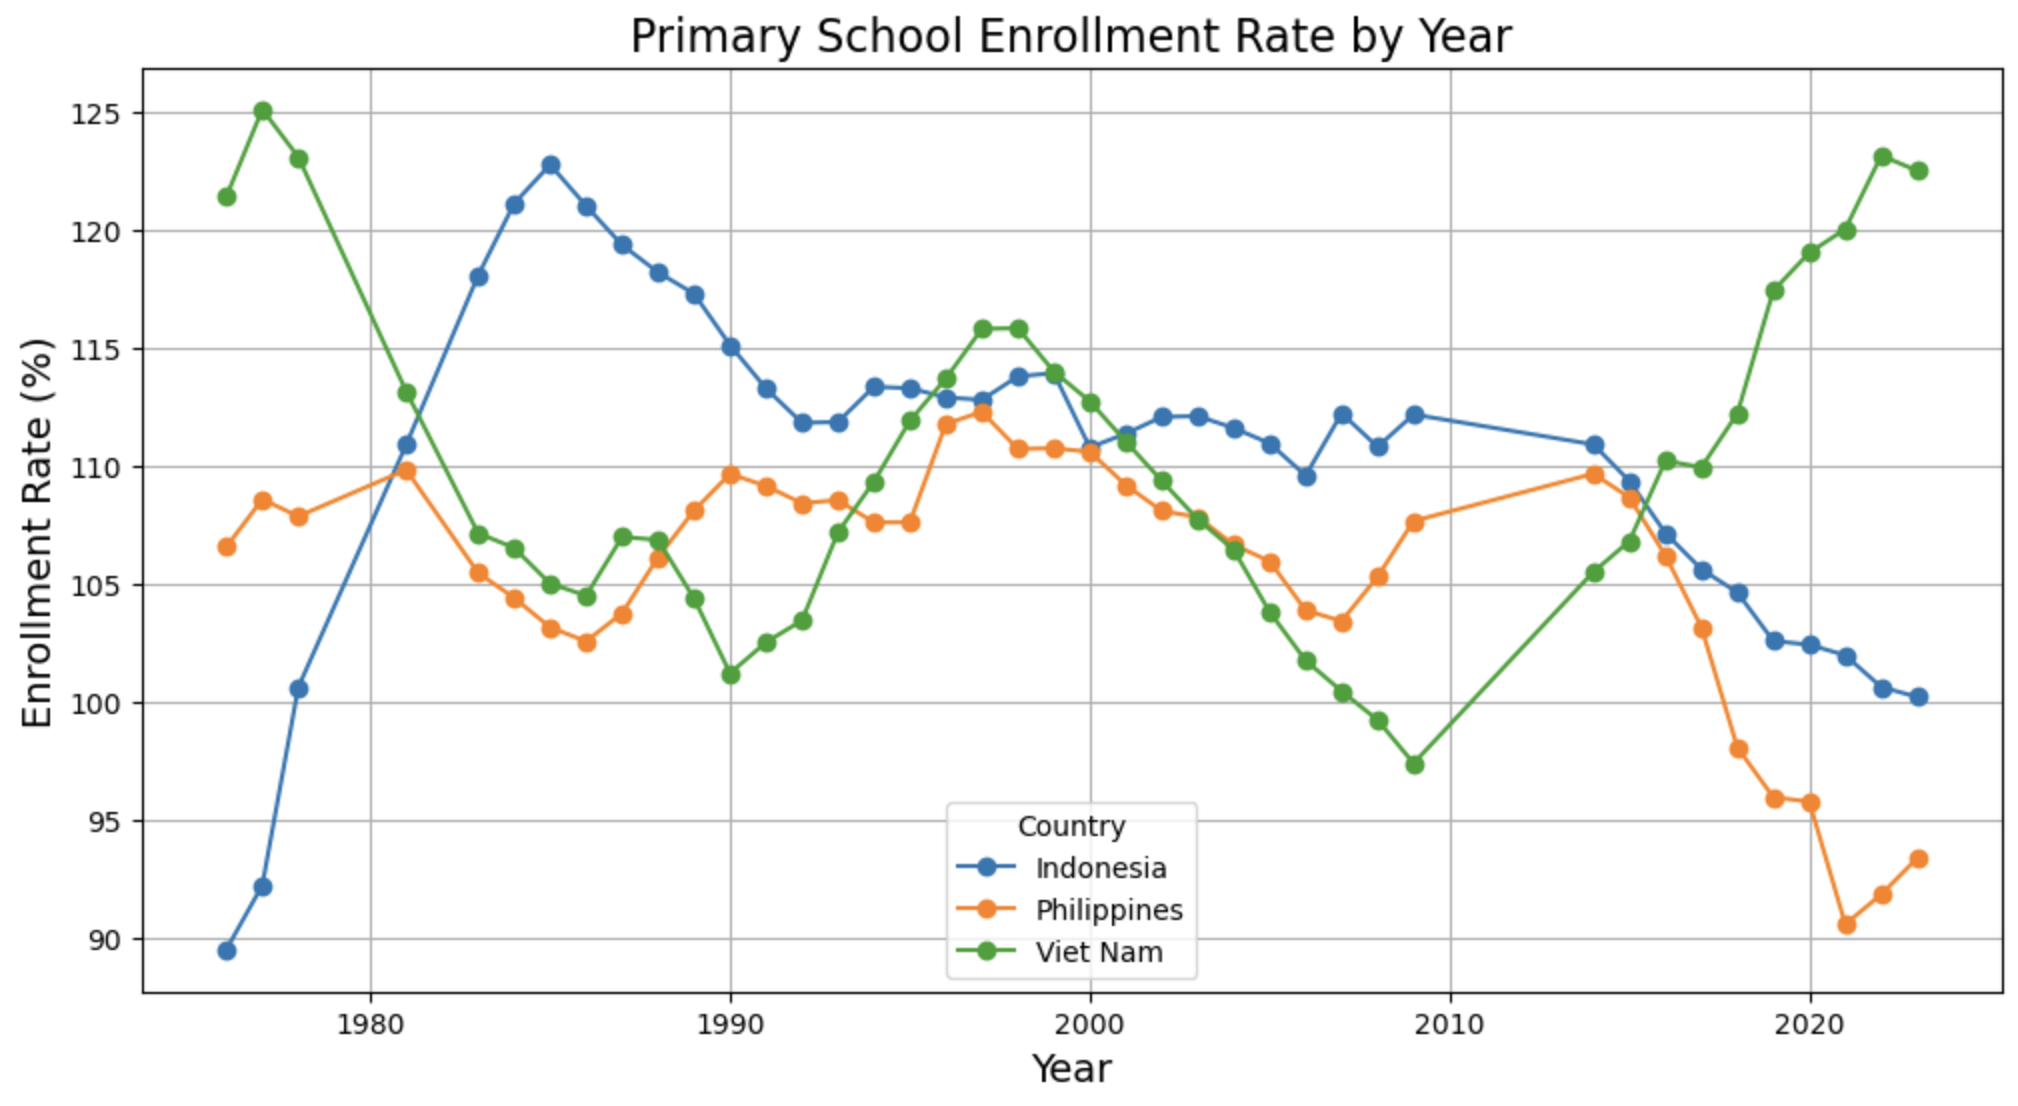 Primary School Enrollment Rate by Year
Enrollment Rate (%)
125
120
115
110
105
100
95
90
Country
Indonesia
Philippines
Viet Nam
1980 1990 2000 2010 2020
Year